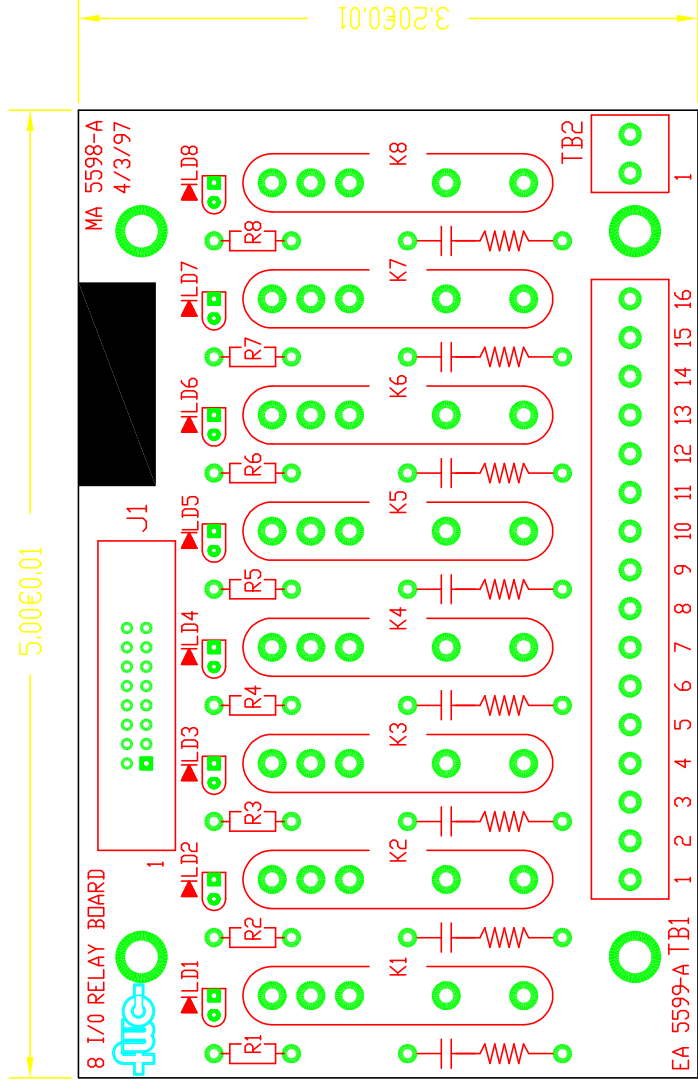 5.00€0.01
8 I/O RELAY BOARD
MA 5598-A
4/3/97
3.20€0.01
J1
1
LD1 LD2 LD3 LD4 LD5 LD6 LD7 LD8
R1 R2 R3 R4 R5 R6 R7 R8
K1 K2 K3 K4 K5 K6 K7 K8
TB2
EA 5599-A TB1
1 2 3 4 5 6 7 8 9 10 11 12 13 14 15 16
1